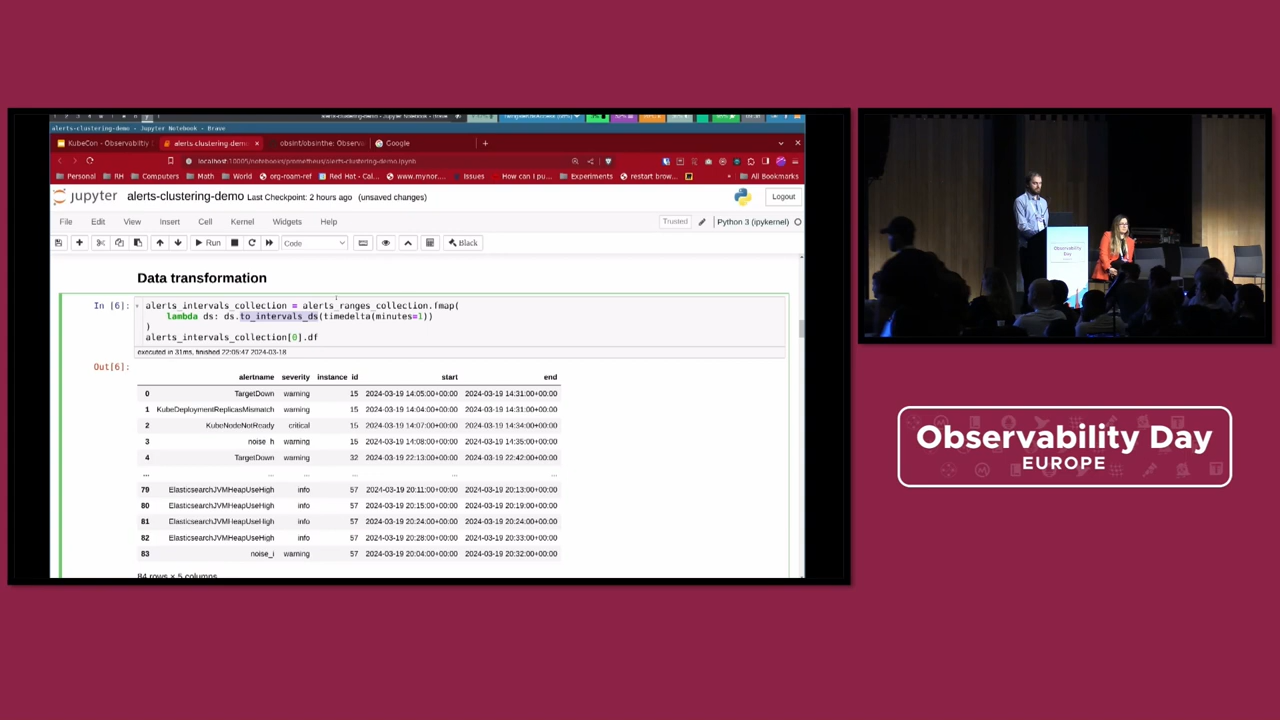 alerts-clustering-demo - Jupyter Notebook - Brave
KubeCon - Observability
alerts-clustering-demo
obsint/obsinthe: Observa
Google
localhost:10005/notebooks/prometheus/alerts-clustering-demo.ipynb
Personal
RH
Computers
Math
World
org-roam-ref
Red Hat - Cal...
www.mynor...
Issues
How can I pu...
Experiments
restart brow...
All Bookmarks
jupyter
alerts-clustering-demo Last Checkpoint: 2 hours ago (unsaved changes)
Logout
File Edit View Insert Cell Kernel Widgets Help
Trusted
Python 3 (ipykernel)
Run
Code
Black
Data transformation
In [6]:
alerts_intervals_collection = alerts_ranges_collection.fmap(
lambda ds: ds.to_intervals_ds(timedelta(minutes=1))
)
alerts_intervals_collection[0].df
executed in 31ms, finished 22:05:47 2024-03-18
Out[6]:
alertname severity instance_id start end
0 TargetDown warning 15 2024-03-19 14:05:00+00:00 2024-03-19 14:31:00+00:00
1 KubeDeploymentReplicasMismatch warning 15 2024-03-19 14:04:00+00:00 2024-03-19 14:31:00+00:00
2 KubeNodeNotReady critical 15 2024-03-19 14:07:00+00:00 2024-03-19 14:34:00+00:00
3 noise_h warning 15 2024-03-19 14:08:00+00:00 2024-03-19 14:35:00+00:00
4 TargetDown warning 32 2024-03-19 22:13:00+00:00 2024-03-19 22:42:00+00:00
... ... ... ... ... ...
79 ElasticsearchJVMHeapUseHigh info 57 2024-03-19 20:11:00+00:00 2024-03-19 20:13:00+00:00
80 ElasticsearchJVMHeapUseHigh info 57 2024-03-19 20:15:00+00:00 2024-03-19 20:19:00+00:00
81 ElasticsearchJVMHeapUseHigh info 57 2024-03-19 20:24:00+00:00 2024-03-19 20:24:00+00:00
82 ElasticsearchJVMHeapUseHigh info 57 2024-03-19 20:28:00+00:00 2024-03-19 20:33:00+00:00
83 noise_i warning 57 2024-03-19 20:04:00+00:00 2024-03-19 20:32:00+00:00
84 rows × 5 columns
Observability
Day
Observability Day
EUROPE